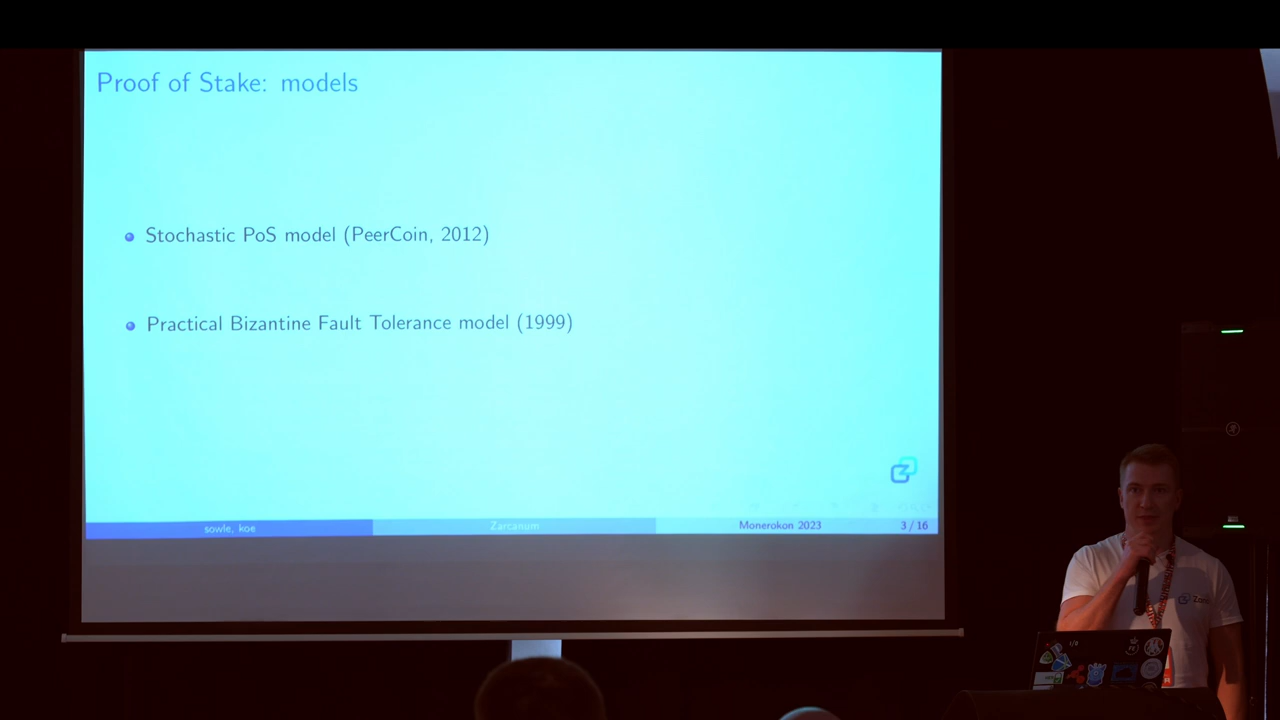 Proof of Stake: models
Stochastic PoS model (PeerCoin, 2012)
Practical Bizantine Fault Tolerance model (1999)
sowle, koe
Zarcanum
Monerokon 2023
3 / 16